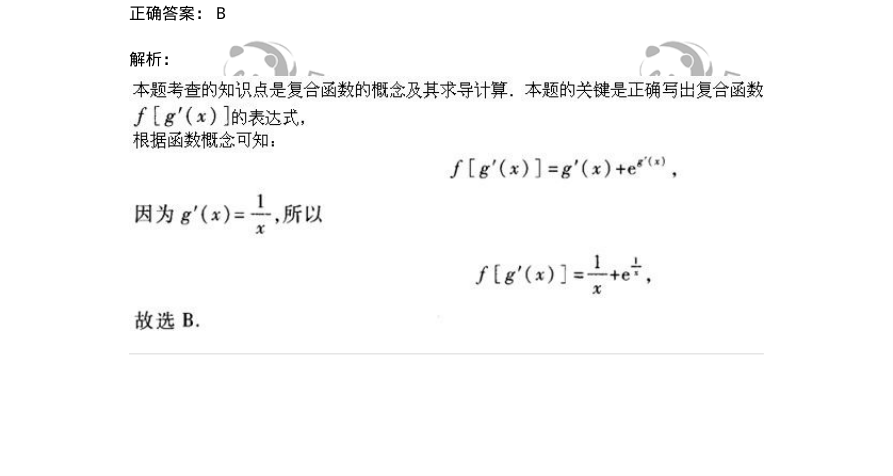 正确答案： B
解析：
本题考查的知识点是复合函数的概念及其求导计算．本题的关键是正确写出复合函数
f［g′(x)］的表达式，
根据函数概念可知：
f［g′(x)］=g′(x)+e^{g′(x)}，
因为 g′(x)=\frac{1}{x}，所以
f［g′(x)］=\frac{1}{x}+e^{\frac{1}{x}}，
故选 B.